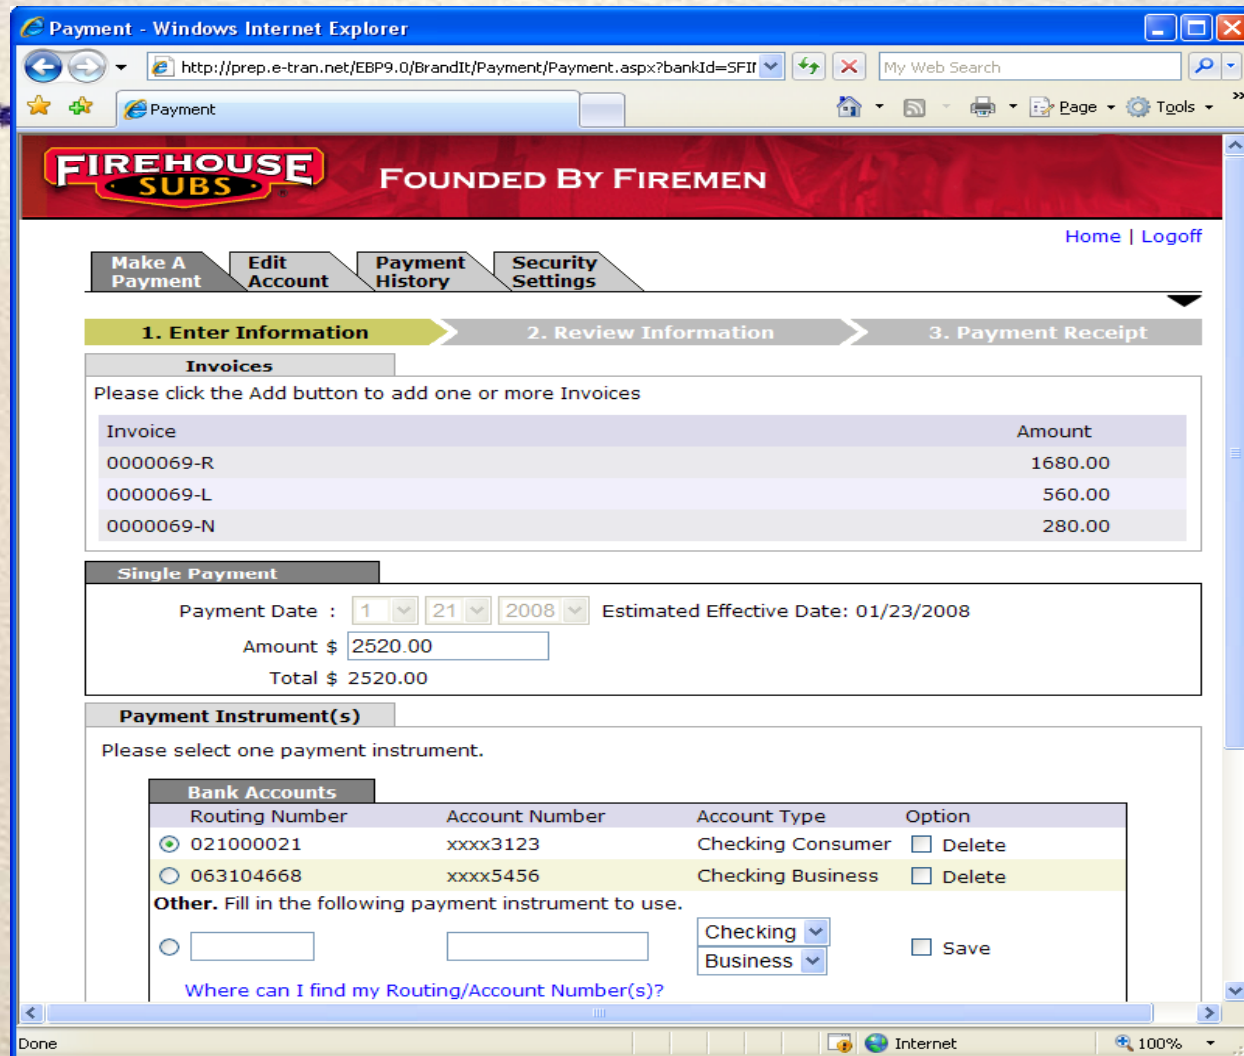 Payment - Windows Internet Explorer
http://prep.e-tran.net/EBP9.0/BrandIt/Payment/Payment.aspx?bankId=SFII My Web Search
Payment Page Tools
FIREHOUSE SUBS FOUNDED BY FIREMEN
Home | Logoff
Make A Payment Edit Account Payment History Security Settings
1. Enter Information 2. Review Information 3. Payment Receipt
Invoices
Please click the Add button to add one or more Invoices
Invoice Amount
0000069-R 1680.00
0000069-L 560.00
0000069-N 280.00
Single Payment
Payment Date : 1 21 2008 Estimated Effective Date: 01/23/2008
Amount $ 2520.00
Total $ 2520.00
Payment Instrument(s)
Please select one payment instrument.
Bank Accounts
Routing Number Account Number Account Type Option
021000021 xxxx3123 Checking Consumer Delete
063104668 xxxx5456 Checking Business Delete
Other. Fill in the following payment instrument to use.
Checking
Business Save
Where can I find my Routing/Account Number(s)?
Done Internet 100%